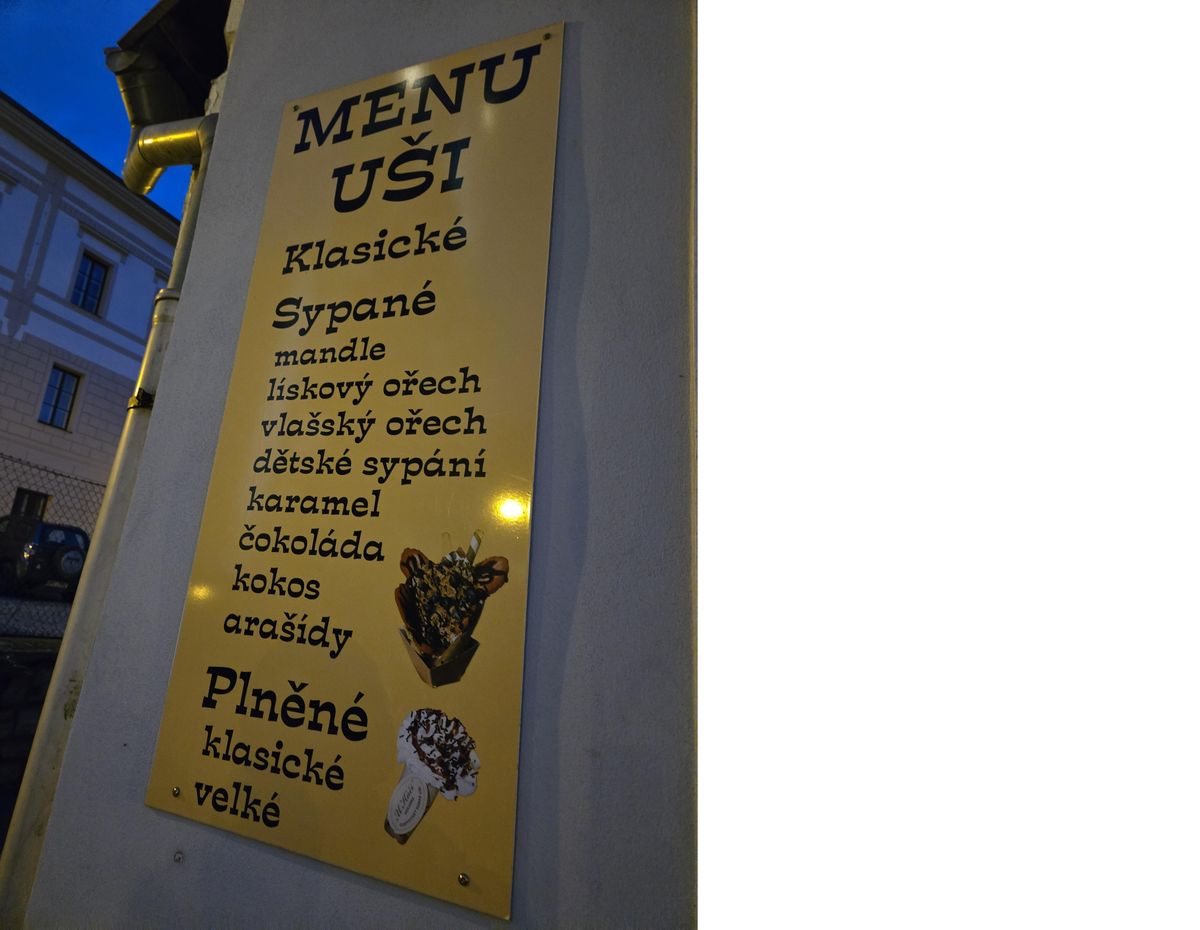 MENU
UŠI
Klasické
Sypané
mandle
lískový ořech
vlašský ořech
dětské sypání
karamel
čokoláda
kokos
arašídy
Plněné
klasické
velké